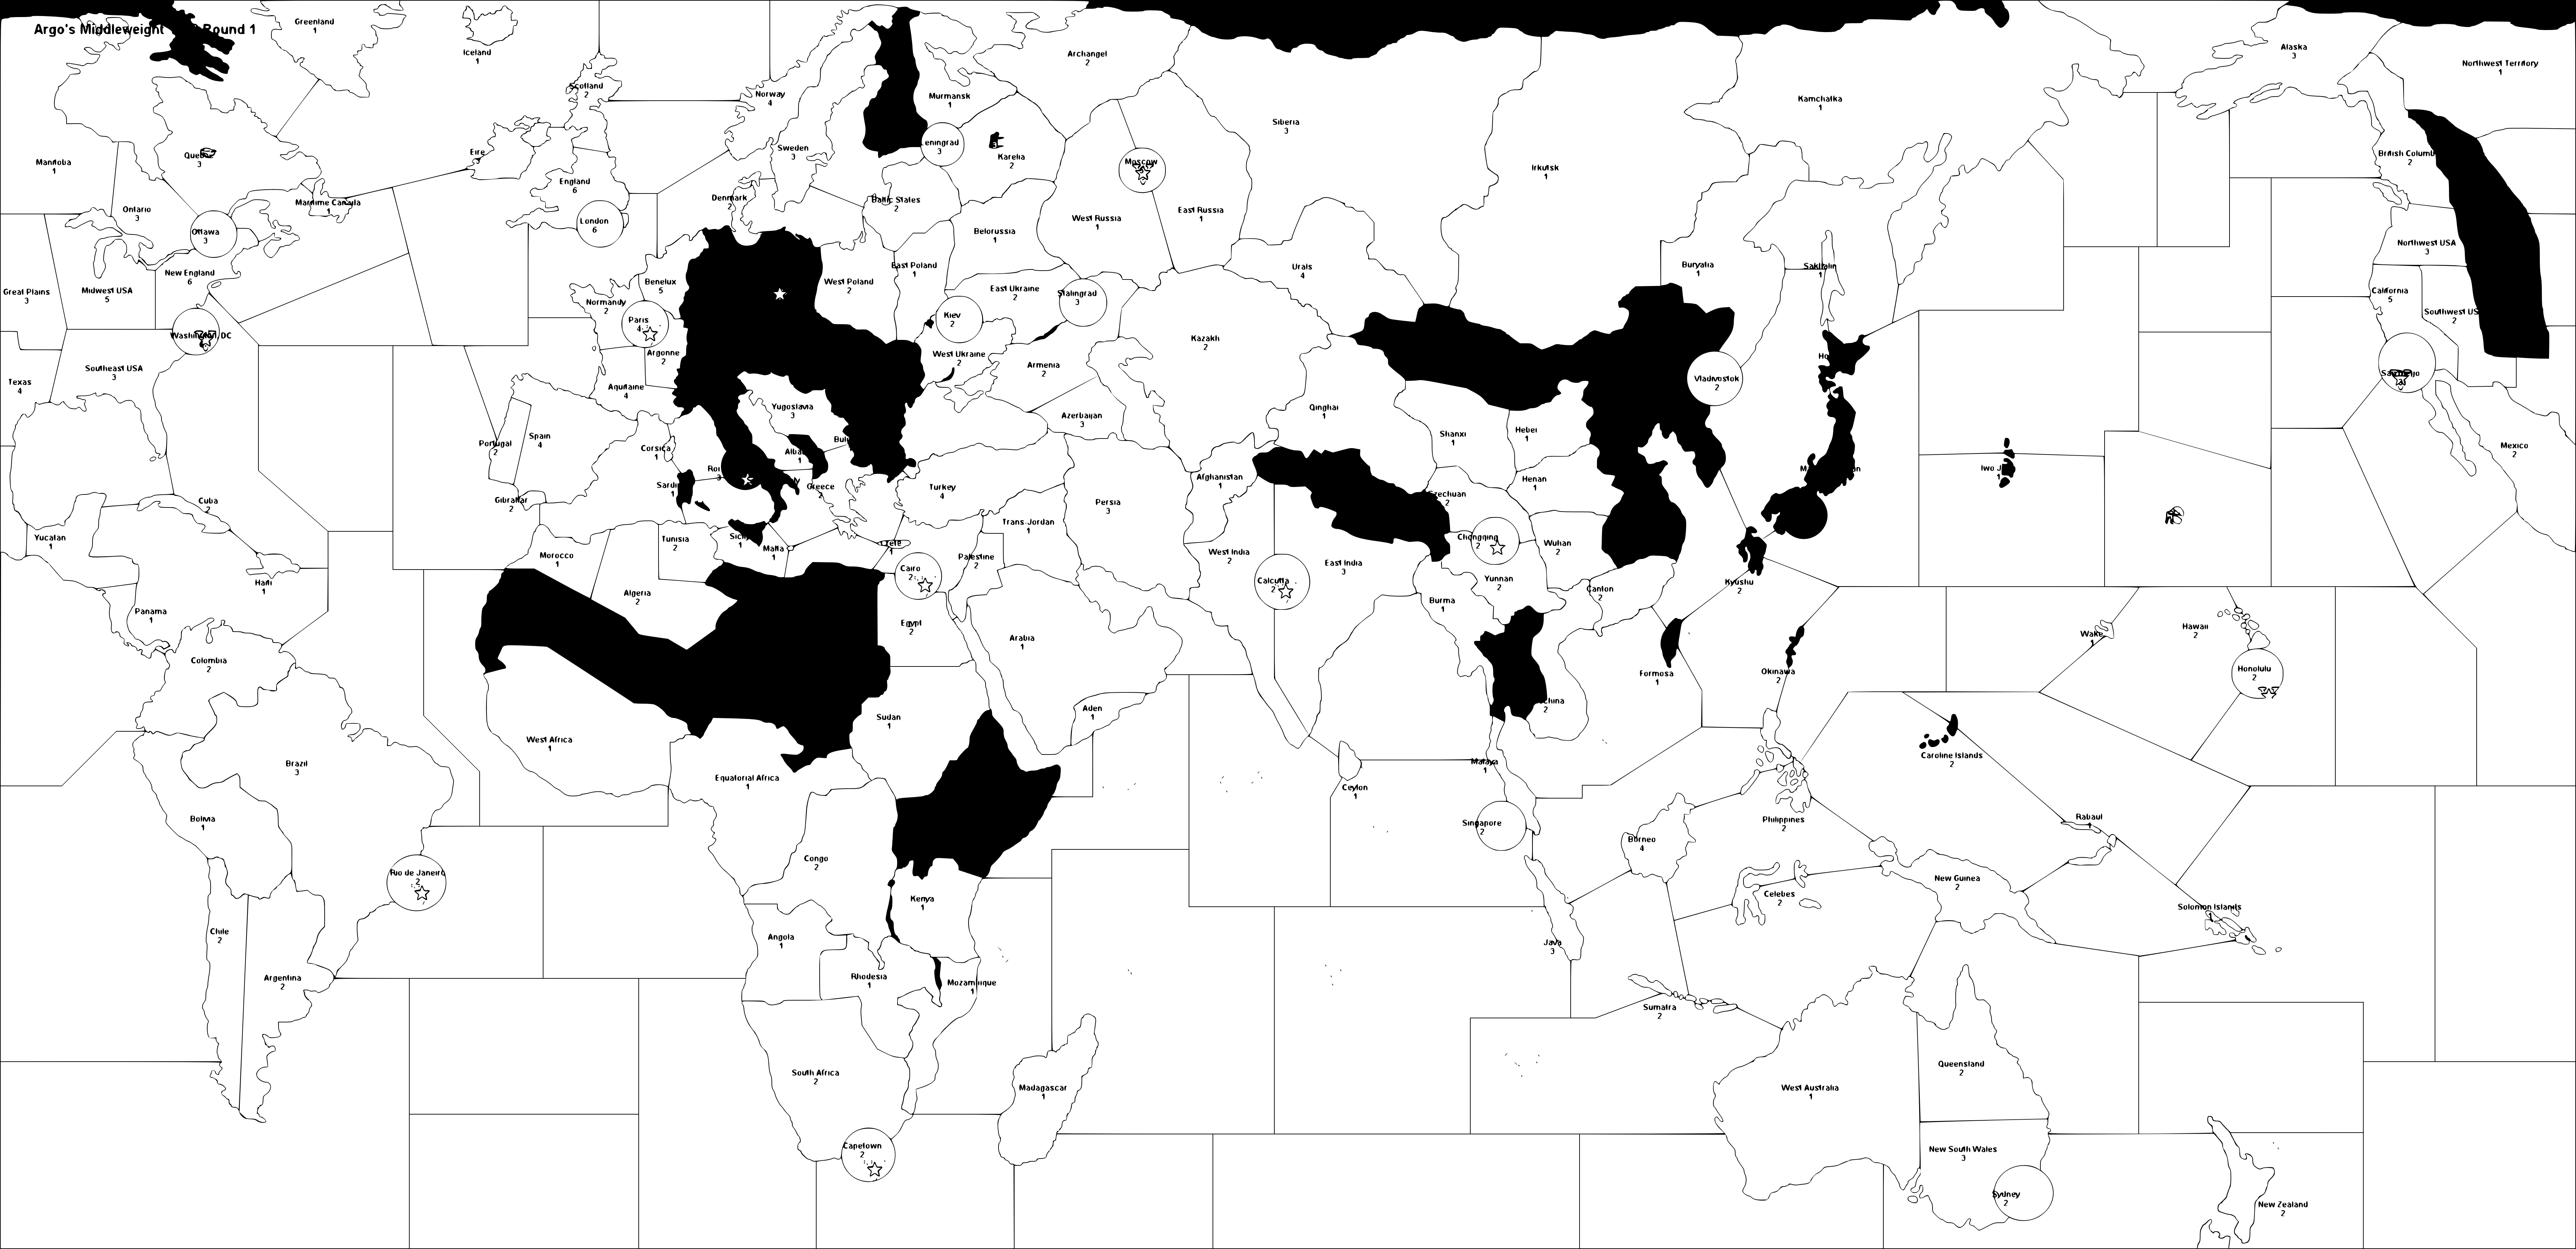 Argo's Middleweight
Round 1
Greenland
1
Iceland
1
Scotland
2
Norway
4
Archangel
2
Alaska
3
Northwest Territory
1
Murmansk
1
Kamchatka
1
Siberia
3
Manitoba
1
3
Eire
3
Sweden
3
3
Karelia
2
Moscow
Irkutsk
1
2
England
6
Ontario
3
Maritime Canada
1
Denmark
2
Baltic States
2
West Russia
1
East Russia
1
Ottawa
3
London
6
Belorussia
1
Northwest USA
3
New England
6
Great Plains
3
Midwest USA
5
Benelux
5
West Poland
2
East Poland
1
East Ukraine
2
Stalingrad
3
Urals
4
Buryatia
1
Sakhalin
1
California
5
Normandy
2
Paris
4
Kiev
2
2
Southeast USA
3
Texas
4
Argonne
2
West Ukraine
2
Armenia
2
Kazakh
2
Vladivostok
2
Aquitaine
4
Yugoslavia
3
Azerbaijan
3
Qinghai
1
Portugal
2
Spain
4
Corsica
1
1
Shanxi
1
Hebei
1
Mexico
2
3
1
Greece
2
Turkey
4
Persia
3
Afghanistan
1
2
Henan
1
1
Cuba
2
Gibraltar
2
Yucatan
1
Morocco
1
Tunisia
2
1
Malta
1
1
Trans-Jordan
1
Palestine
2
West India
2
East India
3
Chongqing
2
Wuhan
2
Haiti
1
Algeria
2
Cairo
2
Calcutta
2
Yunnan
2
Canton
2
Kyushu
2
Panama
1
Egypt
2
Arabia
1
Burma
1
Wake
1
Hawaii
2
Colombia
2
Formosa
1
Okinawa
2
Honolulu
2
West Africa
1
Sudan
1
Aden
1
2
Brazil
3
Equatorial Africa
1
Malaya
1
Ceylon
1
Caroline Islands
2
Bolivia
1
Singapore
2
Philippines
2
Rabaul
1
Borneo
4
Rio de Janeiro
2
Congo
2
Kenya
1
Celebes
2
New Guinea
2
Solomon Islands
1
Chile
2
Angola
1
Java
3
Argentina
2
Rhodesia
1
1
Sumatra
2
South Africa
2
Madagascar
1
West Australia
1
Queensland
2
Capetown
2
New South Wales
3
Sydney
2
New Zealand
2